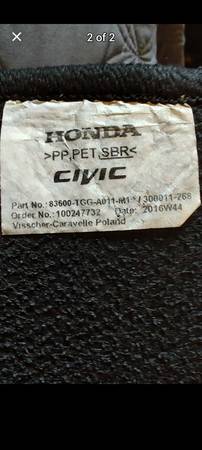 2 of 2
HONDA
>PP,PET,SBR<
CIVIC
Part No.: 83600-TGG-A011-M1 * / 300011-268
Order No.: 100247732 Date: 2016W44
Visscher-Caravelle Poland